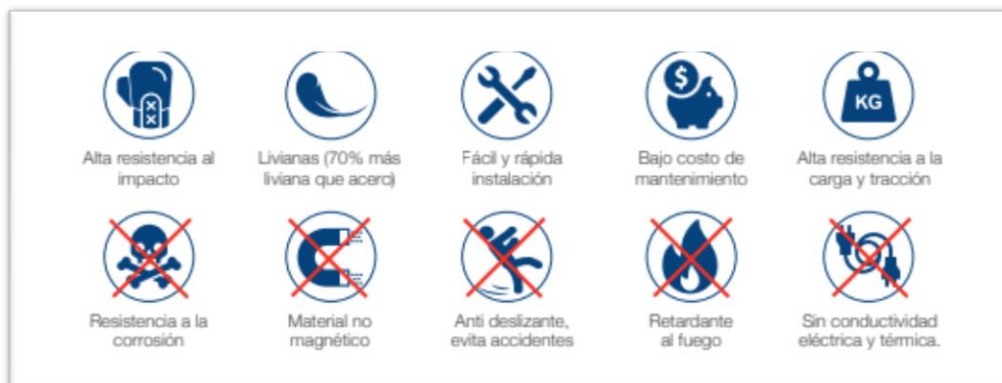 $
KG
Alta resistencia al
impacto
Livianas (70% más
liviana que acero)
Fácil y rápida
instalación
Bajo costo de
mantenimiento
Alta resistencia a la
carga y tracción
Resistencia a la
corrosión
Material no
magnético
Anti deslizante,
evita accidentes
Retardante
al fuego
Sin conductividad
eléctrica y térmica.